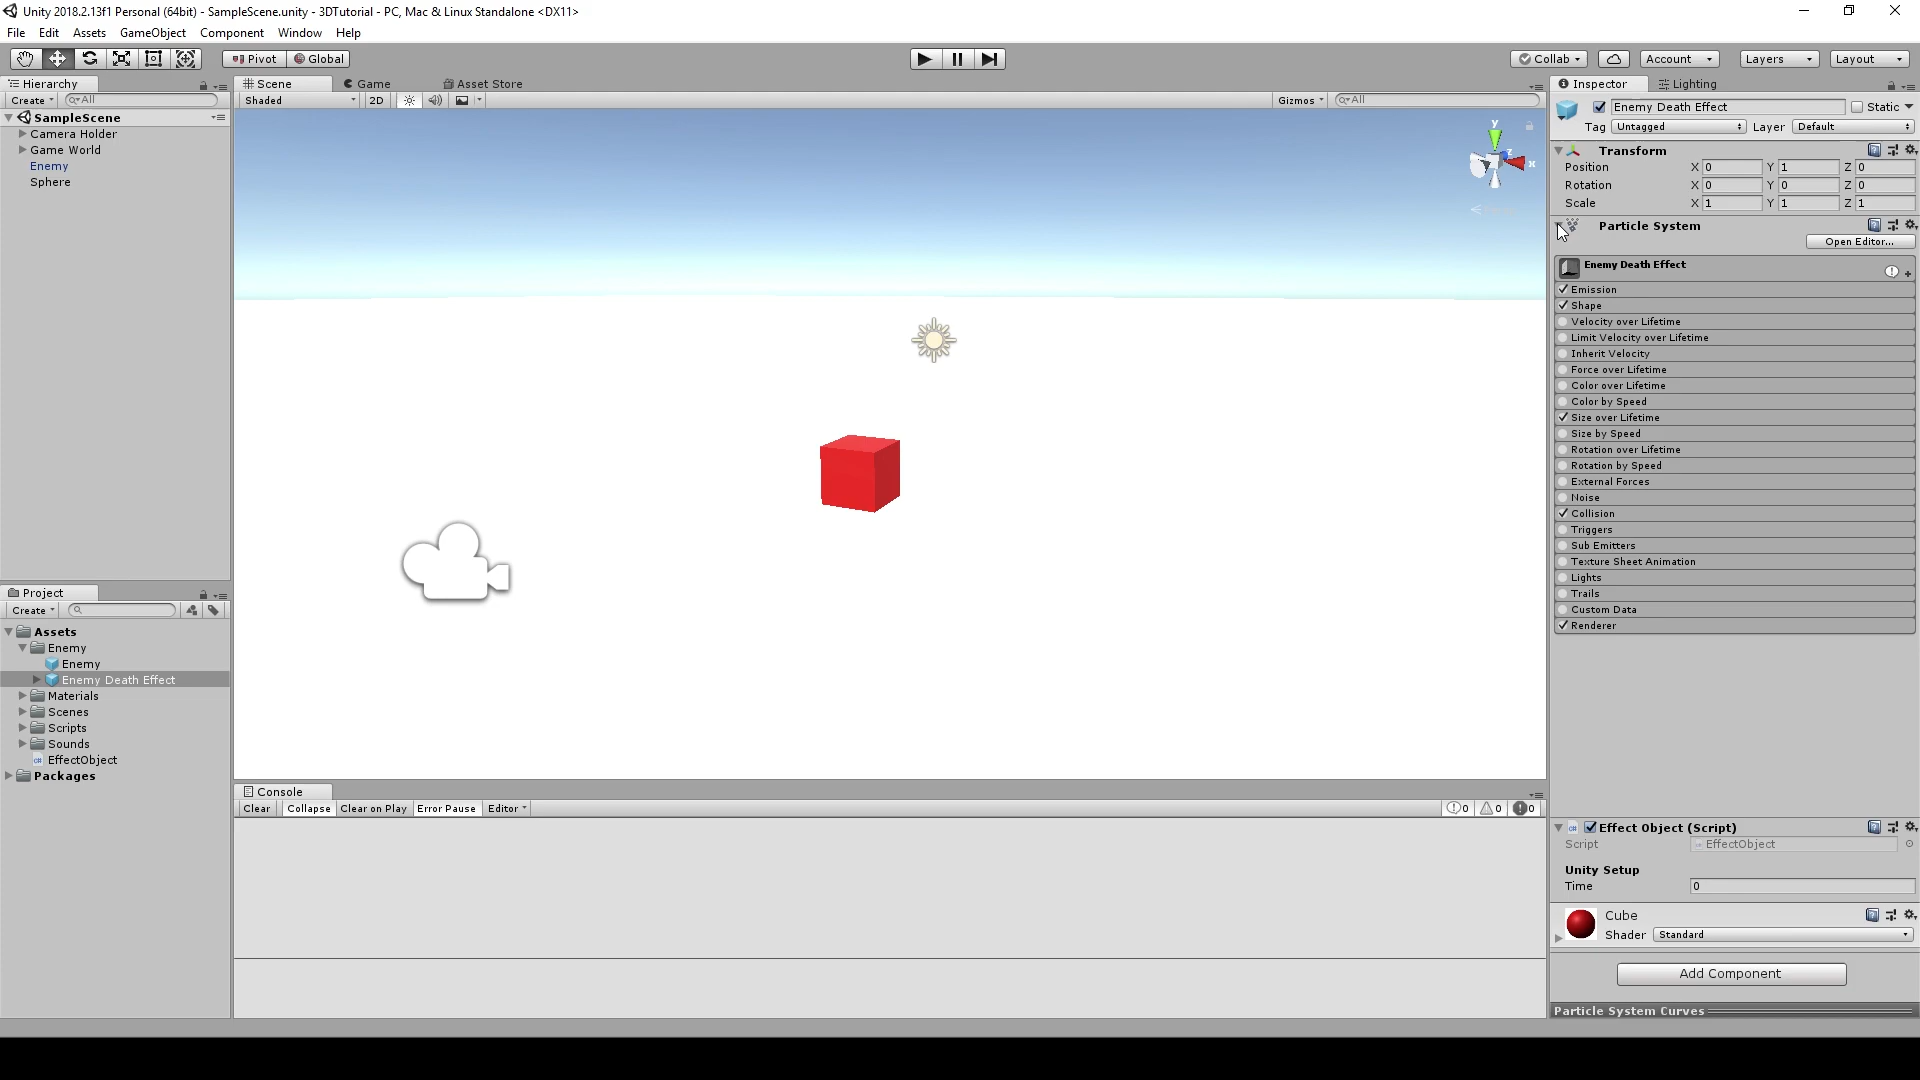 Unity 2018.2.13f1 Personal (64bit) - SampleScene.unity - 3DTutorial - PC, Mac & Linux Standalone <DX11>
File Edit Assets GameObject Component Window Help
Pivot Global Collab Account Layers Layout
Hierarchy
Create All
SampleScene
Camera Holder
Game World
Enemy
Sphere
Project
Create
Assets
Enemy
Enemy
Enemy Death Effect
Materials
Scenes
Scripts
Sounds
EffectObject
Packages
Scene Game Asset Store
Shaded 2D Gizmos All
y
z
x
Console
Clear Collapse Clear on Play Error Pause Editor 0 0 0
Inspector Lighting
Enemy Death Effect Static
Tag Untagged Layer Default
Transform
Position X 0 Y 1 Z 0
Rotation X 0 Y 0 Z 0
Scale X 1 Y 1 Z 1
Particle System
Open Editor...
Enemy Death Effect
Emission
Shape
Velocity over Lifetime
Limit Velocity over Lifetime
Inherit Velocity
Force over Lifetime
Color over Lifetime
Color by Speed
Size over Lifetime
Size by Speed
Rotation over Lifetime
Rotation by Speed
External Forces
Noise
Collision
Triggers
Sub Emitters
Texture Sheet Animation
Lights
Trails
Custom Data
Renderer
Effect Object (Script)
Script EffectObject
Unity Setup
Time 0
Cube
Shader Standard
Add Component
Particle System Curves